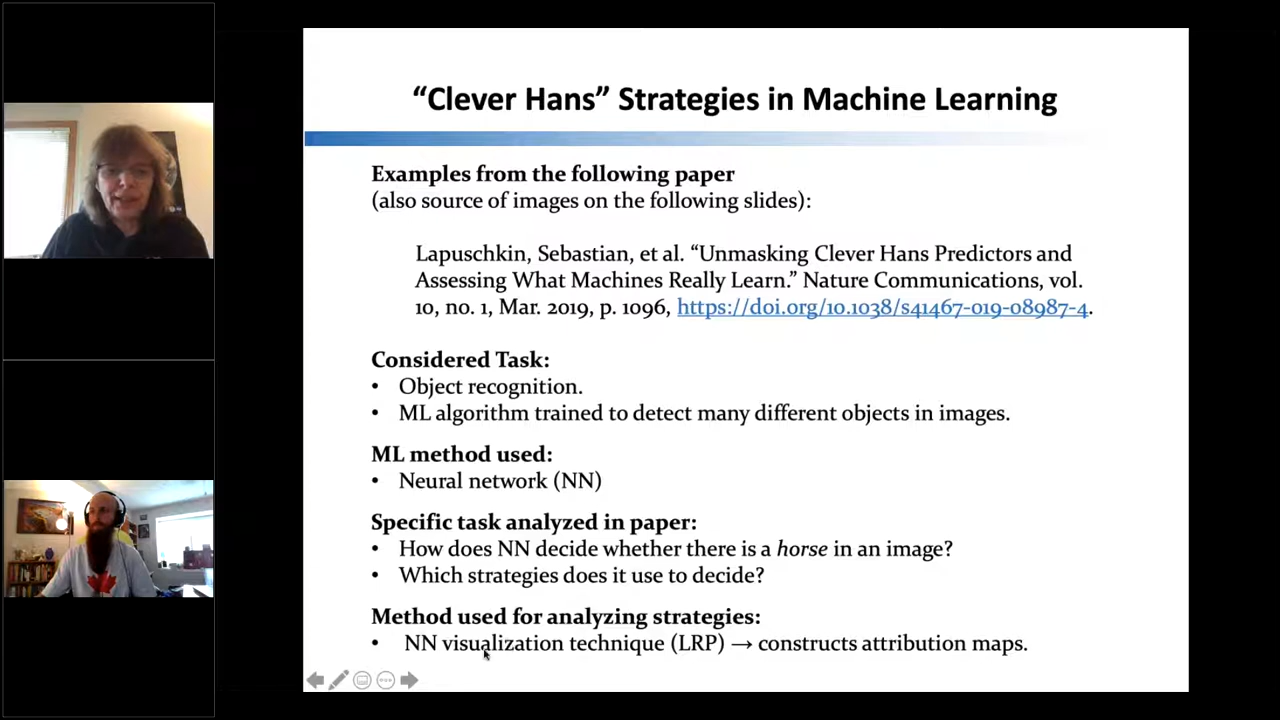 “Clever Hans” Strategies in Machine Learning
Examples from the following paper
(also source of images on the following slides):
Lapuschkin, Sebastian, et al. “Unmasking Clever Hans Predictors and
Assessing What Machines Really Learn.” Nature Communications, vol.
10, no. 1, Mar. 2019, p. 1096, https://doi.org/10.1038/s41467-019-08987-4.
Considered Task:
• Object recognition.
• ML algorithm trained to detect many different objects in images.
ML method used:
• Neural network (NN)
Specific task analyzed in paper:
• How does NN decide whether there is a horse in an image?
• Which strategies does it use to decide?
Method used for analyzing strategies:
• NN visualization technique (LRP) → constructs attribution maps.